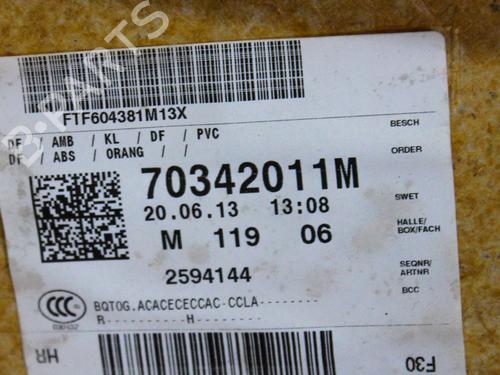 B-PARTS
FTF604381M13X
DF / AMB / KL / DF / PVC
DF / ABS / ORANG / /
BESCH
ORDER
70342011M
20.06.13 13:08
SWET
M 119 06
HALLE/
BOX/FACH
2594144
SEQNR/
ARTNR
BCC
CCC
BQTOG.ACACECECCAC-CCLA--------
R---------H--------
HR
F30